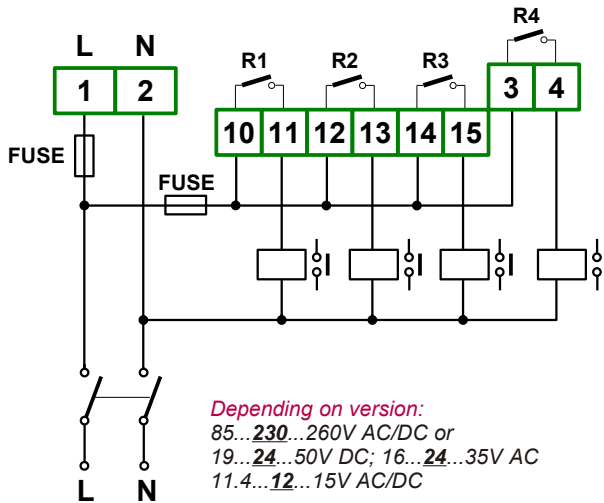 L N
R4
R1 R2 R3
1 2
3 4
10 11 12 13 14 15
FUSE
FUSE
Depending on version:
85...230...260V AC/DC or
19...24...50V DC; 16...24...35V AC
11.4...12...15V AC/DC
L N